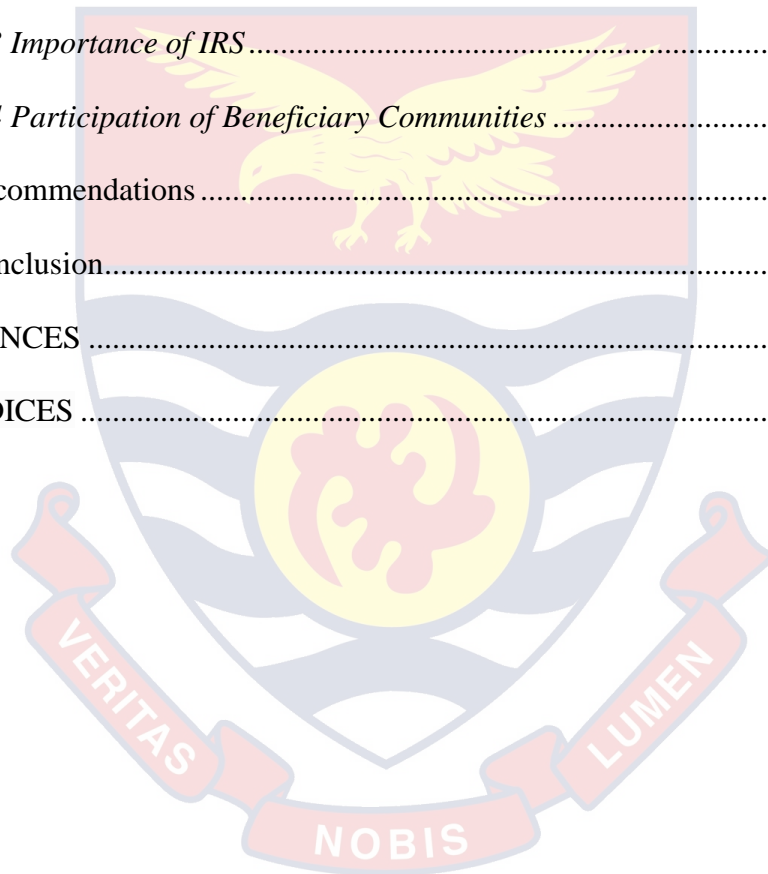 Importance of IRS....................................................................
Participation of Beneficiary Communities ............................
commendations ...........................................................................
nclusion........................................................................................
NCES ..........................................................................................
DICES ...........................................................................................
VERITAS
NOBIS
LUMEN